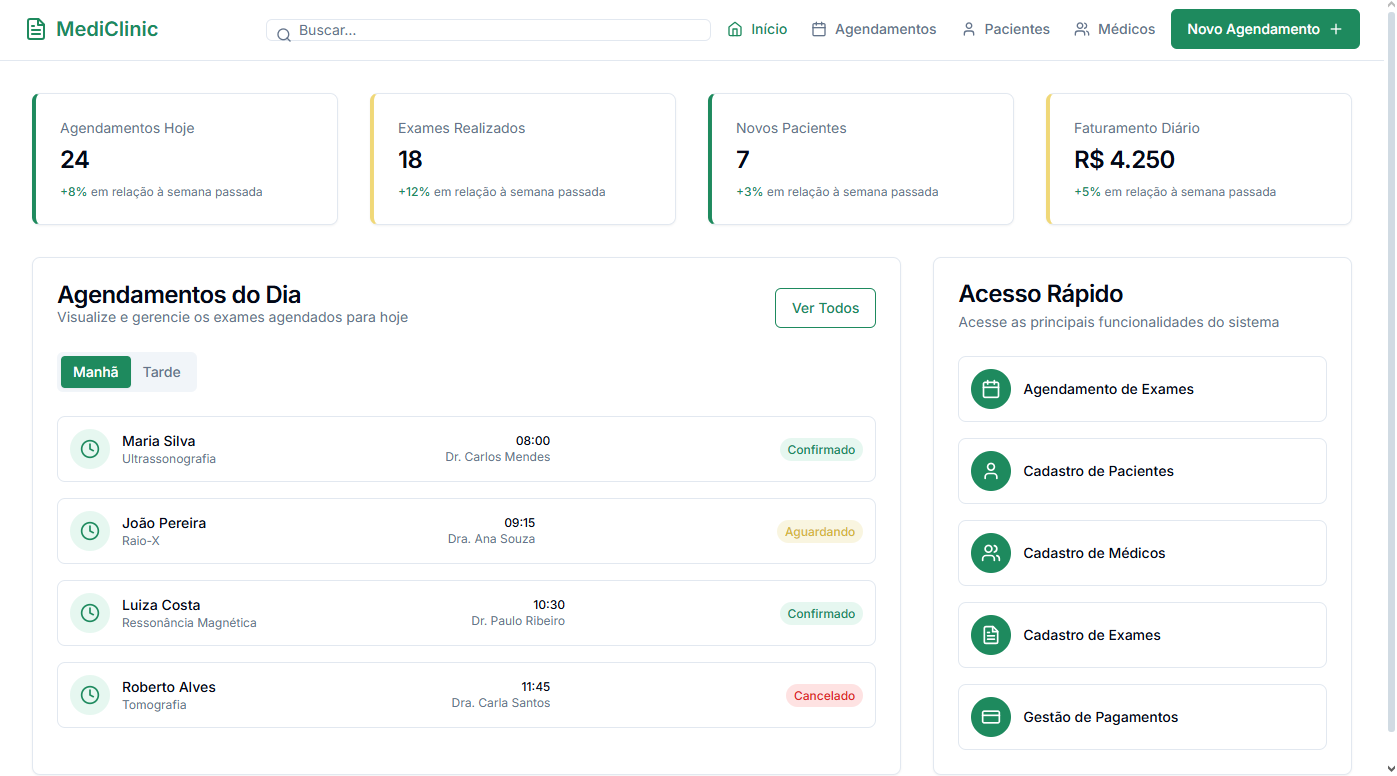 MediClinic
Buscar...
Início
Agendamentos
Pacientes
Médicos
Novo Agendamento
Agendamentos Hoje
24
+8% em relação à semana passada
Exames Realizados
18
+12% em relação à semana passada
Novos Pacientes
7
+3% em relação à semana passada
Faturamento Diário
R$ 4.250
+5% em relação à semana passada
Agendamentos do Dia
Visualize e gerencie os exames agendados para hoje
Ver Todos
Manhã
Tarde
Maria Silva
Ultrassonografia
08:00
Dr. Carlos Mendes
Confirmado
João Pereira
Raio-X
09:15
Dra. Ana Souza
Aguardando
Luiza Costa
Ressonância Magnética
10:30
Dr. Paulo Ribeiro
Confirmado
Roberto Alves
Tomografia
11:45
Dra. Carla Santos
Cancelado
Acesso Rápido
Acesse as principais funcionalidades do sistema
Agendamento de Exames
Cadastro de Pacientes
Cadastro de Médicos
Cadastro de Exames
Gestão de Pagamentos